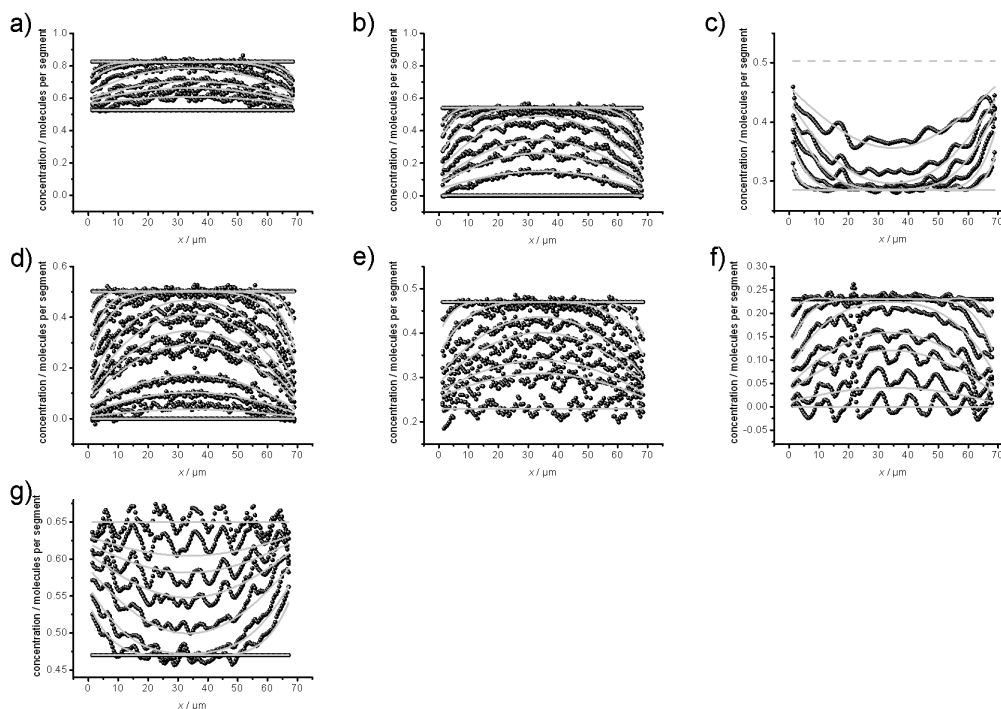 a)
concentration / molecules per segment
1.0
0.8
0.6
0.4
0.2
0.0
0 10 20 30 40 50 60 70
x / µm
b)
conecntration / molecules per segment
1.0
0.8
0.6
0.4
0.2
0.0
0 10 20 30 40 50 60 70
x / µm
c)
concentration / molecules per segment
0.5
0.4
0.3
0 10 20 30 40 50 60 70
x / µm
d)
concentration / molecules per segment
0.6
0.4
0.2
0.0
0 10 20 30 40 50 60 70
x / µm
e)
concentration / molecules per segment
0.5
0.4
0.3
0.2
0 10 20 30 40 50 60 70
x / µm
f)
concentration / molecules per segment
0.30
0.25
0.20
0.15
0.10
0.05
0.00
-0.05
0 10 20 30 40 50 60 70
x / µm
g)
concentration / molecules per segment
0.65
0.60
0.55
0.50
0.45
0 10 20 30 40 50 60 70
x / µm